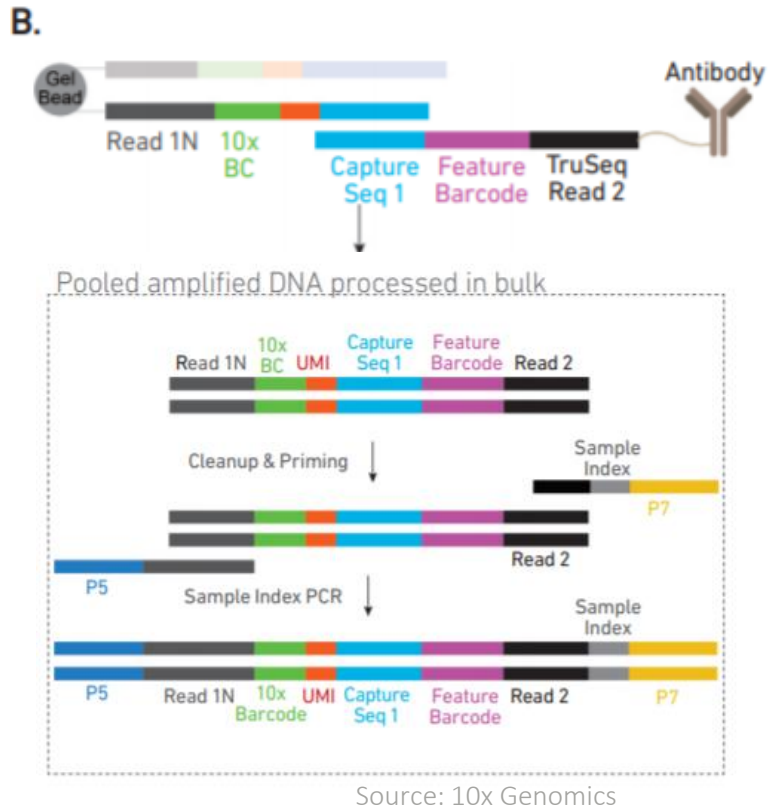 B.
Gel
Bead
Antibody
Read 1N
10x
BC
Capture
Seq 1
Feature
Barcode
TruSeq
Read 2
Pooled amplified DNA processed in bulk
Read 1N
10x
BC
UMI
Capture
Seq 1
Feature
Barcode
Read 2
Cleanup & Priming
Sample
Index
P7
Read 2
P5
Sample Index PCR
Sample
Index
P5
Read 1N
10x
Barcode
UMI
Capture
Seq 1
Feature
Barcode
Read 2
P7
Source: 10x Genomics